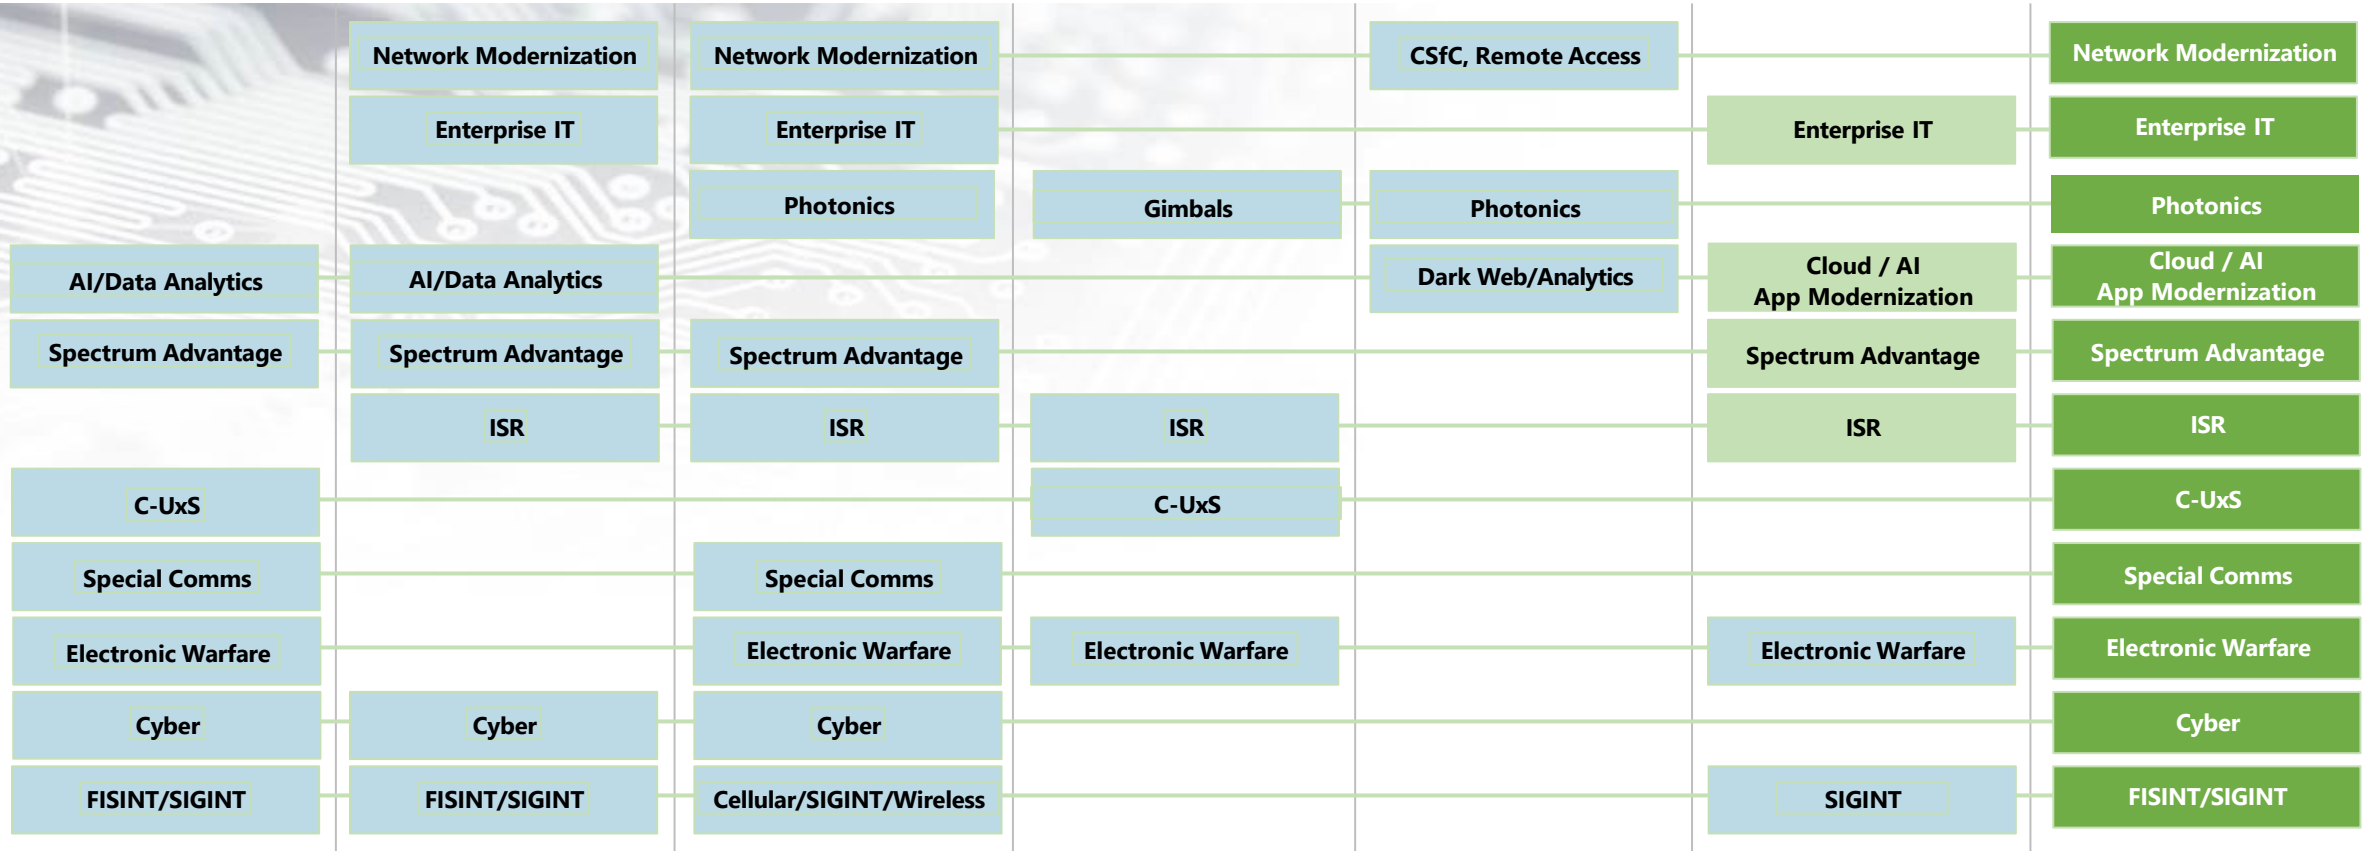 Network Modernization
Network Modernization
CSfC, Remote Access
Network Modernization
Enterprise IT
Enterprise IT
Enterprise IT
Enterprise IT
Photonics
Gimbals
Photonics
Photonics
AI/Data Analytics
AI/Data Analytics
Dark Web/Analytics
Cloud / AI
App Modernization
Cloud / AI
App Modernization
Spectrum Advantage
Spectrum Advantage
Spectrum Advantage
Spectrum Advantage
Spectrum Advantage
ISR
ISR
ISR
ISR
ISR
C-UxS
C-UxS
C-UxS
Special Comms
Special Comms
Special Comms
Electronic Warfare
Electronic Warfare
Electronic Warfare
Electronic Warfare
Electronic Warfare
Cyber
Cyber
Cyber
Cyber
FISINT/SIGINT
FISINT/SIGINT
Cellular/SIGINT/Wireless
SIGINT
FISINT/SIGINT